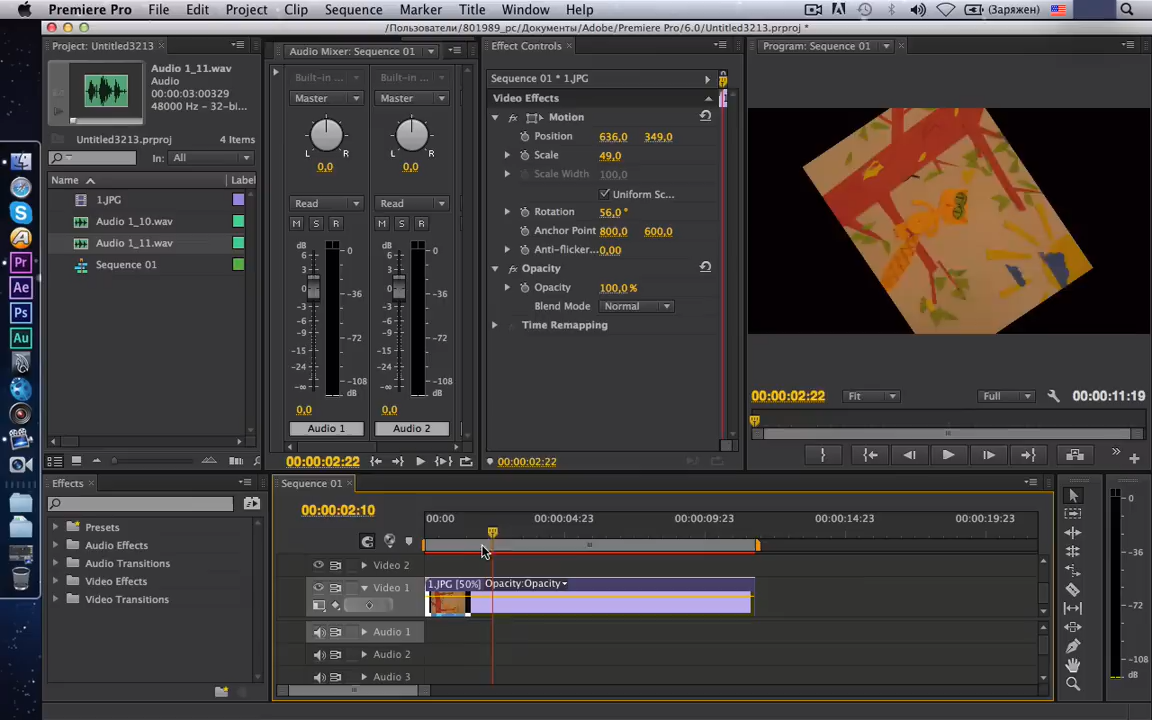 Premiere Pro File Edit Project Clip Sequence Marker Title Window Help (Заряжен)
/Пользователи/801989_pc/Документы/Adobe/Premiere Pro/6.0/Untitled3213.prproj *
Project: Untitled3213
Audio 1_11.wav
Audio
00:00:03:00329
48000 Hz - 32-bi...
Untitled3213.prproj 4 Items
In: All
Name Label
1.JPG
Audio 1_10.wav
Audio 1_11.wav
Sequence 01
Audio Mixer: Sequence 01
Built-in ... Built-in ...
Master Master
L R L R
0,0 0,0
Read Read
M S R M S R
dB dB
6 0 6 0
3 3
0 -36 0 -36
-3 -3
-6 -6
-9 -72 -9 -72
-15 -15
-24 -108 -24 -108
-∞ dB -∞ dB
0,0 0,0
Audio 1 Audio 2
00:00:02:22
Effect Controls
Sequence 01 * 1.JPG
Video Effects
fx Motion
Position 636,0 349,0
Scale 49,0
Scale Width 100,0
Uniform Sc...
Rotation 56,0 °
Anchor Point 800,0 600,0
Anti-flicker... 0,00
fx Opacity
Opacity 100,0 %
Blend Mode Normal
Time Remapping
00:00:02:22
Program: Sequence 01
00:00:02:22 Fit Full 00:00:11:19
Effects
Presets
Audio Effects
Audio Transitions
Video Effects
Video Transitions
Sequence 01
00:00:02:10
00:00 00:04:23 00:09:23 00:14:23 00:19:23
Video 2
Video 1
1.JPG [50%] Opacity:Opacity
Audio 1
Audio 2
Audio 3
0
-36
-72
-108
dB
Pr
Ae
Ps
Au